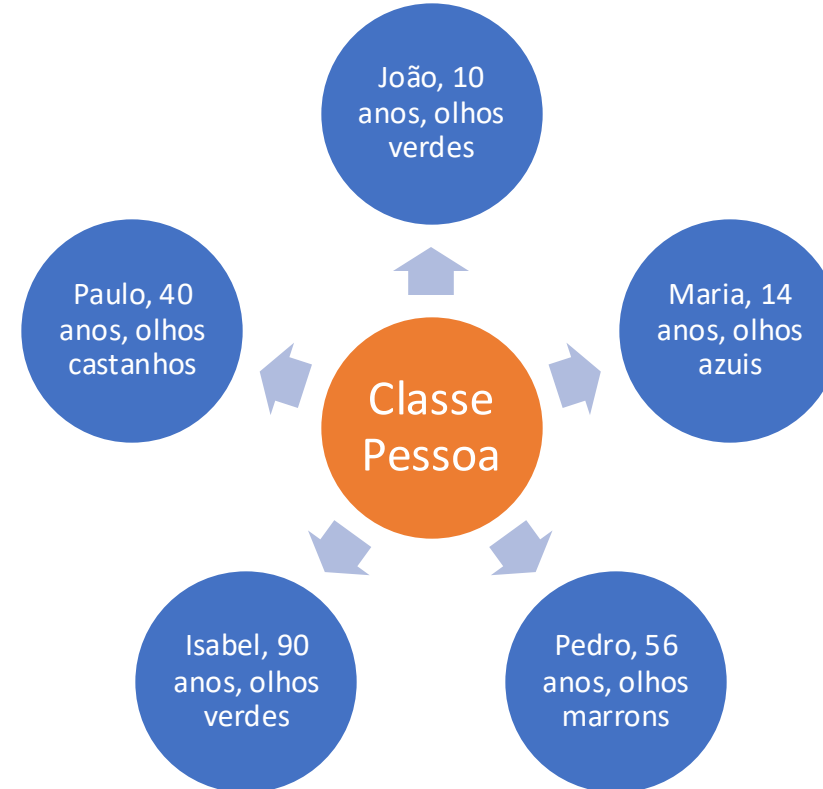 João, 10
anos, olhos
verdes
Paulo, 40
anos, olhos
castanhos
Maria, 14
anos, olhos
azuis
Classe
Pessoa
Isabel, 90
anos, olhos
verdes
Pedro, 56
anos, olhos
marrons